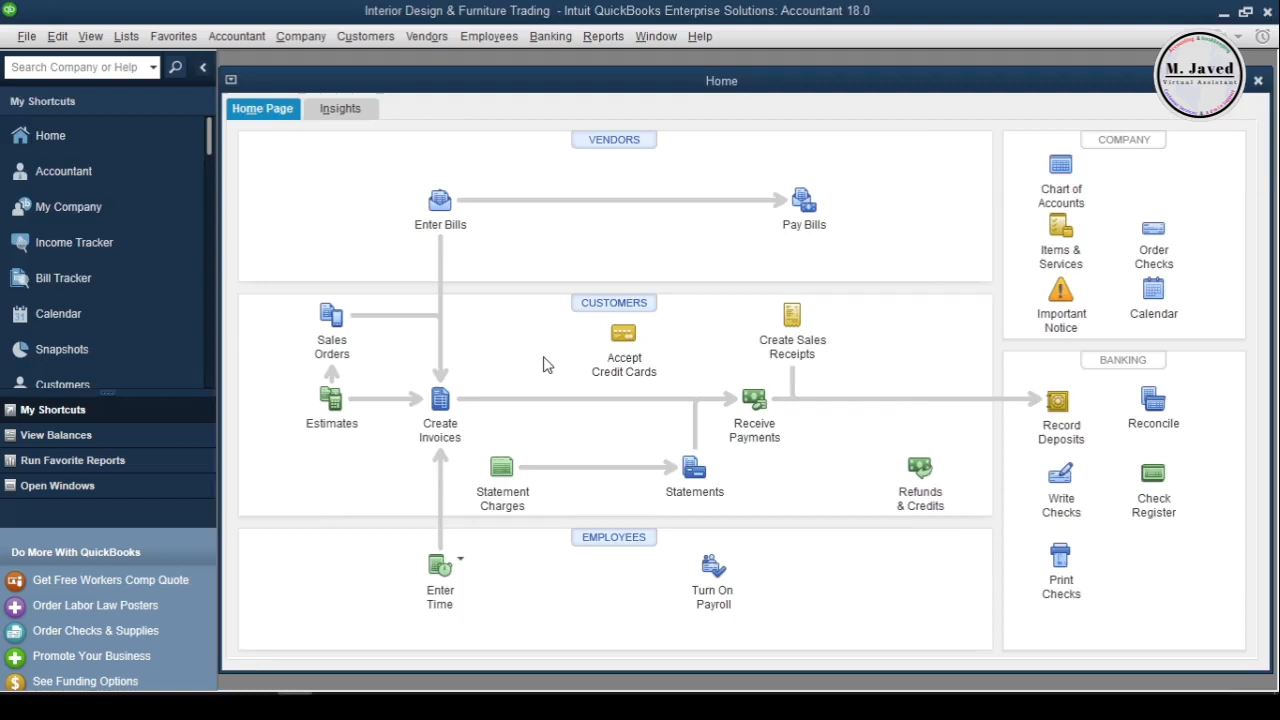 Interior Design & Furniture Trading - Intuit QuickBooks Enterprise Solutions: Accountant 18.0
File Edit View Lists Favorites Accountant Company Customers Vendors Employees Banking Reports Window Help
Search Company or Help
My Shortcuts
Home
Accountant
My Company
Income Tracker
Bill Tracker
Calendar
Snapshots
Customers
My Shortcuts
View Balances
Run Favorite Reports
Open Windows
Do More With QuickBooks
Get Free Workers Comp Quote
Order Labor Law Posters
Order Checks & Supplies
Promote Your Business
See Funding Options
Home
M. Javed
Virtual Assistant
Home Page
Insights
VENDORS
Enter Bills
Pay Bills
CUSTOMERS
Sales
Orders
Accept
Credit Cards
Create Sales
Receipts
Estimates
Create
Invoices
Receive
Payments
Statement
Charges
Statements
Refunds
& Credits
EMPLOYEES
Enter
Time
Turn On
Payroll
COMPANY
Chart of
Accounts
Items &
Services
Order
Checks
Important
Notice
Calendar
BANKING
Record
Deposits
Reconcile
Write
Checks
Check
Register
Print
Checks